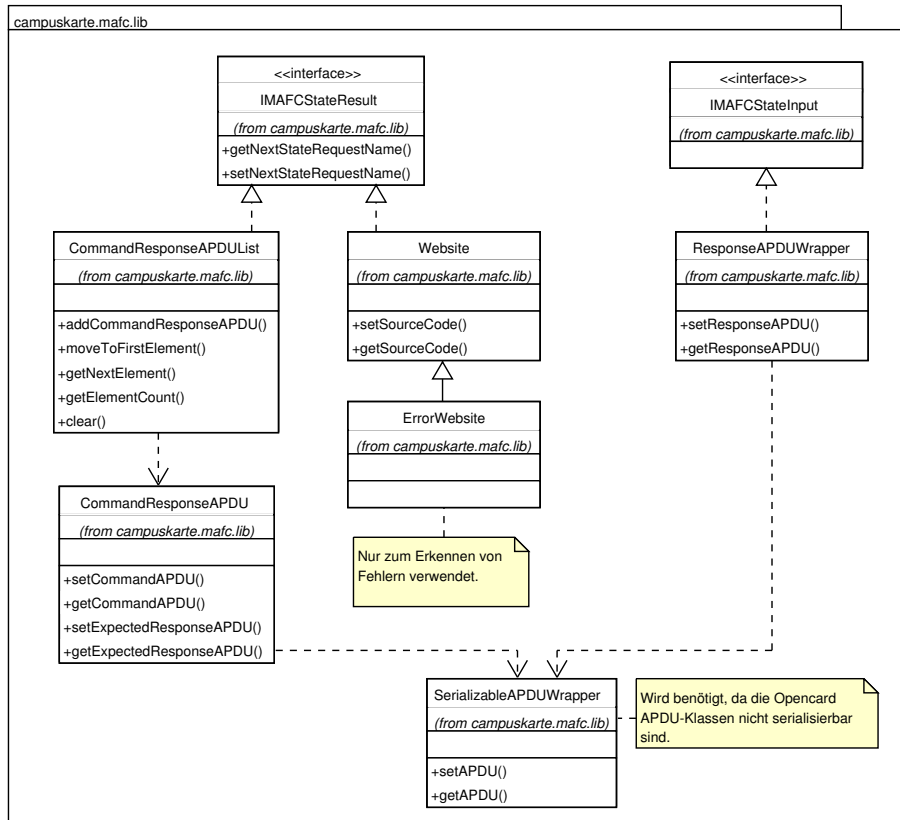 campuskarte.mafc.lib
<<interface>>
IMAFCStateResult
(from campuskarte.mafc.lib)
+getNextStateRequestName()
+setNextStateRequestName()
<<interface>>
IMAFCStateInput
(from campuskarte.mafc.lib)
CommandResponseAPDUList
(from campuskarte.mafc.lib)
+addCommandResponseAPDU()
+moveToFirstElement()
+getNextElement()
+getElementCount()
+clear()
Website
(from campuskarte.mafc.lib)
+setSourceCode()
+getSourceCode()
ResponseAPDUWrapper
(from campuskarte.mafc.lib)
+setResponseAPDU()
+getResponseAPDU()
ErrorWebsite
(from campuskarte.mafc.lib)
CommandResponseAPDU
(from campuskarte.mafc.lib)
+setCommandAPDU()
+getCommandAPDU()
+setExpectedResponseAPDU()
+getExpectedResponseAPDU()
Nur zum Erkennen von
Fehlern verwendet.
SerializableAPDUWrapper
(from campuskarte.mafc.lib)
+setAPDU()
+getAPDU()
Wird benötigt, da die Opencard
APDU-Klassen nicht serialisierbar
sind.